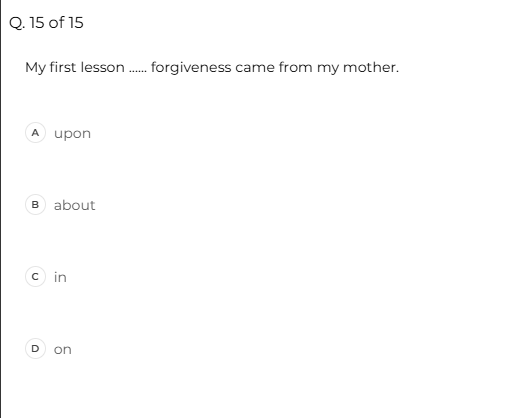 Q. 15 of 15
My first lesson ...... forgiveness came from my mother.
A upon
B about
C in
D on